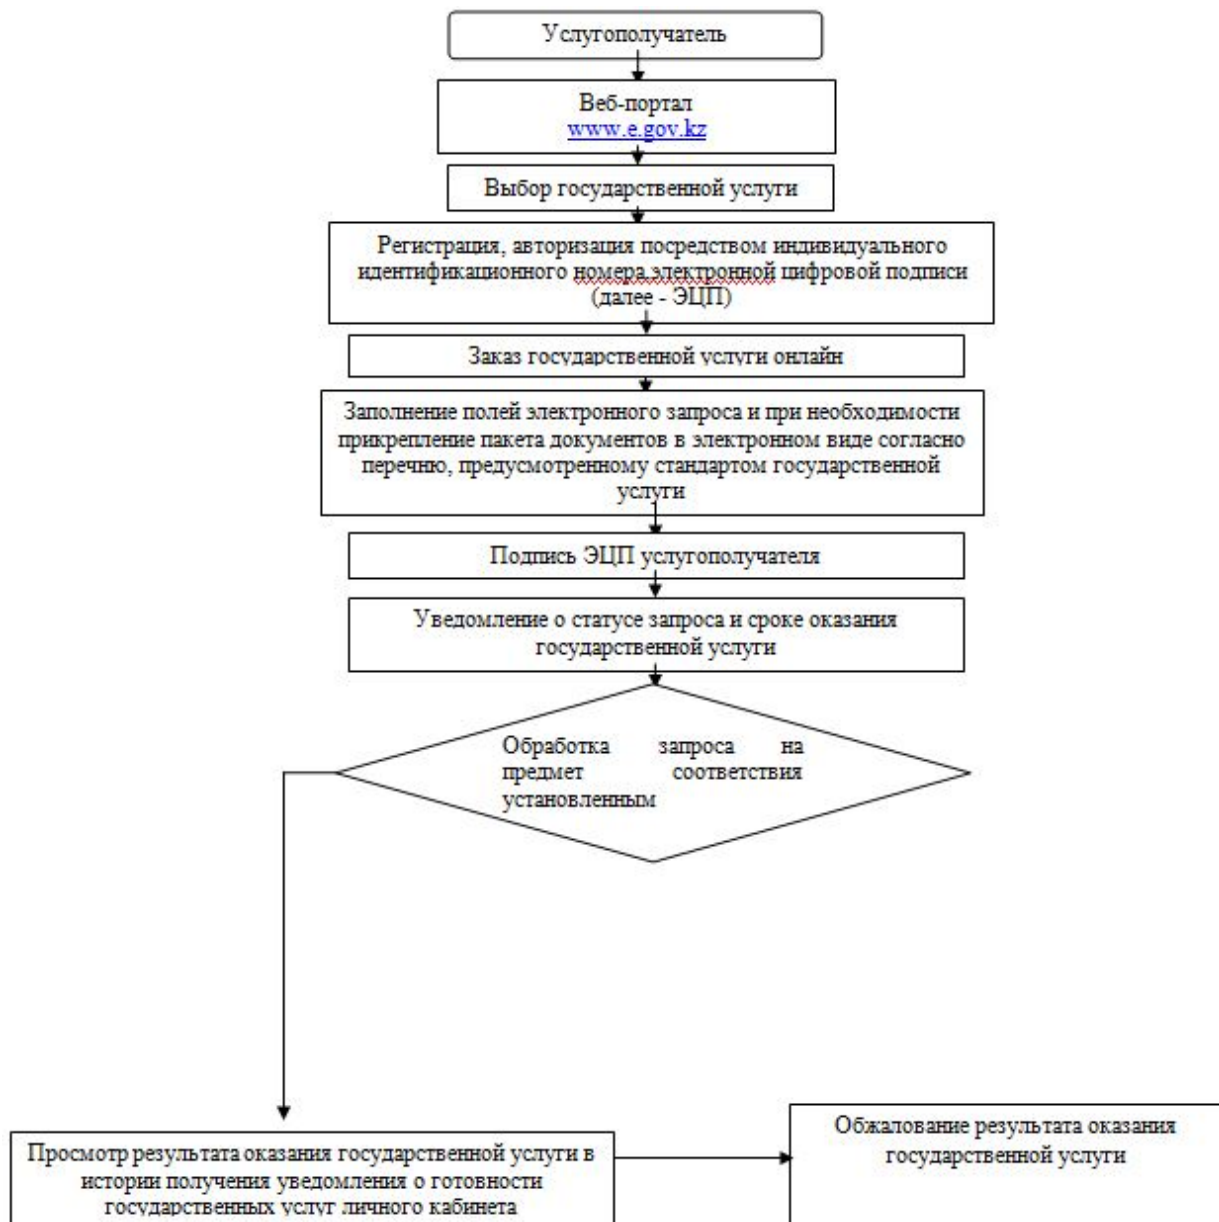 Услугополучатель
Веб-портал
www.e.gov.kz
Выбор государственной услуги
Регистрация, авторизация посредством индивидуального
идентификационного номера,электронной цифровой подписи
(далее - ЭЦП)
Заказ государственной услуги онлайн
Заполнение полей электронного запроса и при необходимости
прикрепление пакета документов в электронном виде согласно
перечню, предусмотренному стандартом государственной
услуги
Подпись ЭЦП услугополучателя
Уведомление о статусе запроса и сроке оказания
государственной услуги
Обработка запроса на
предмет соответствия
установленным
Обжалование результата оказания
государственной услуги
Просмотр результата оказания государственной услуги в
истории получения уведомления о готовности
государственных услуг личного кабинета